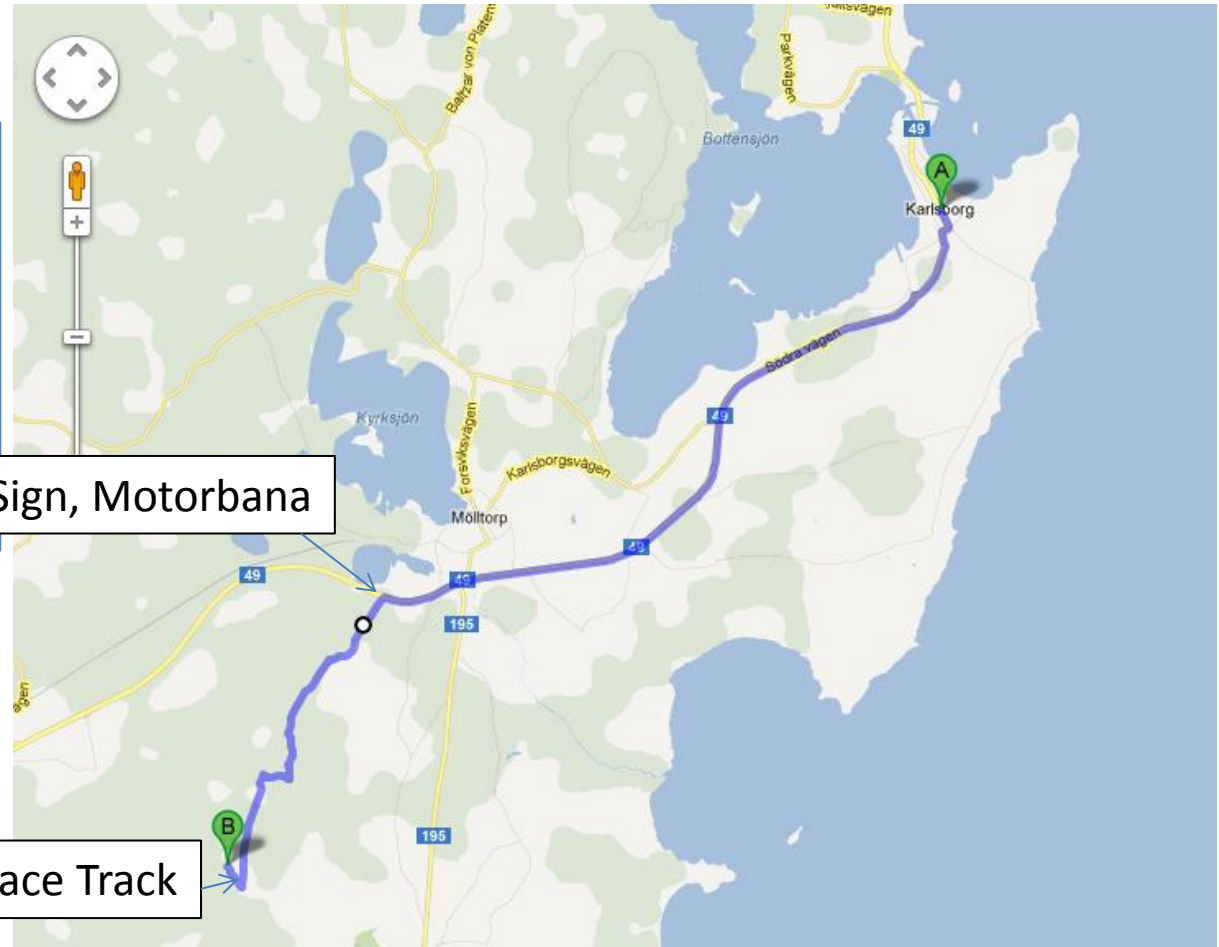 Baltzar von Platen
Parkvägen
49
Bottensjön
A
Karlsborg
Södra vägen
49
Kyrksjön
Forsviksvägen
Karlsborgsvägen
Sign, Motorbana
Mölltorp
49
49
49
195
B
195
ace Track